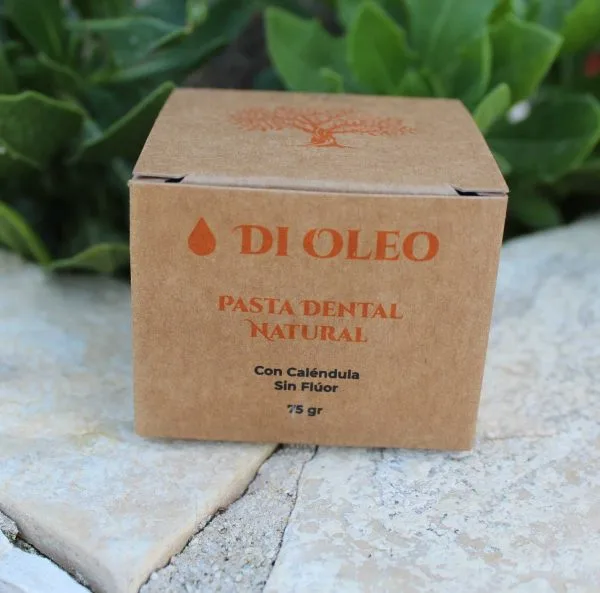 Di Oleo
Pasta Dental
Natural
Con Caléndula
Sin Flúor
75 gr